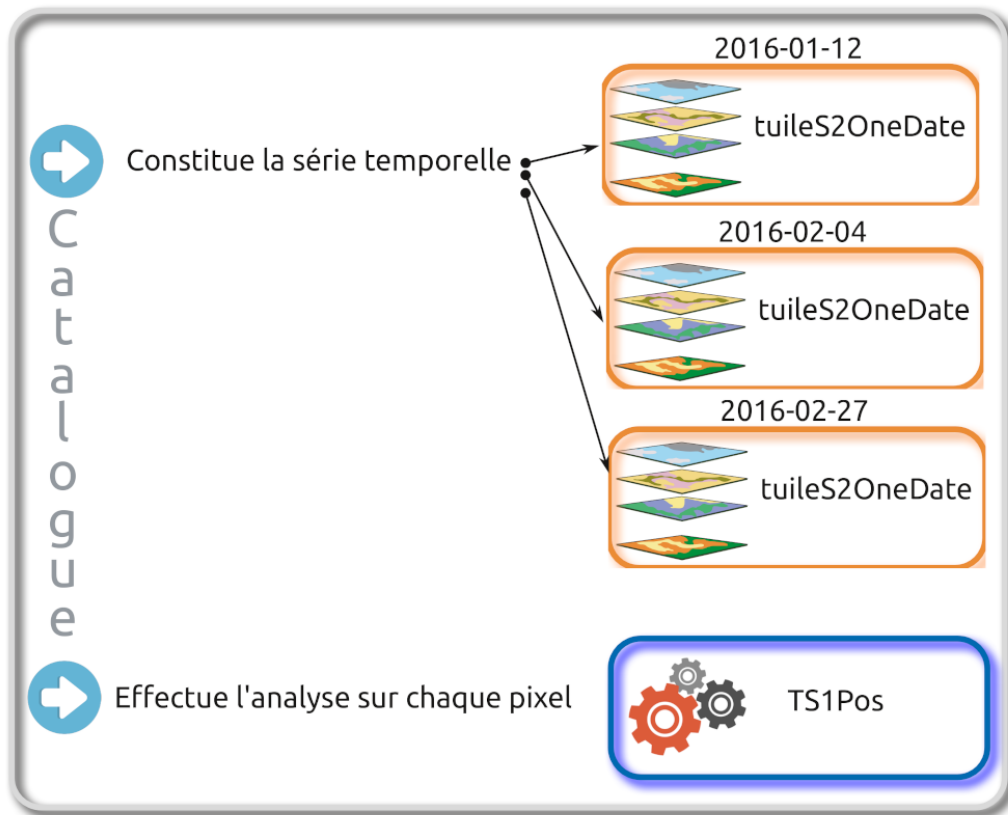 2016-01-12
tuileS2OneDate
Constitue la série temporelle
Catalogue
2016-02-04
tuileS2OneDate
2016-02-27
tuileS2OneDate
Effectue l'analyse sur chaque pixel
TS1Pos